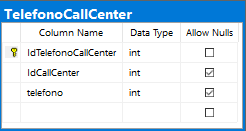 TelefonoCallCenter
Column Name Data Type Allow Nulls
IdTelefonoCallCenter int
IdCallCenter int
telefono int